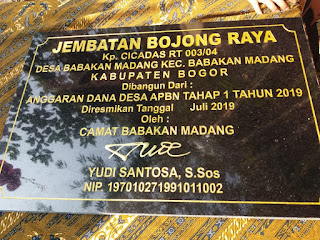 JEMBATAN BOJONG RAYA
Kp. CICADAS RT 003/04
DESA BABAKAN MADANG KEC. BABAKAN MADANG
KABUPATEN BOGOR
Dibangun Dari :
ANGGARAN DANA DESA APBN TAHAP 1 TAHUN 2019
Diresmikan Tanggal Juli 2019
Oleh :
CAMAT BABAKAN MADANG
YUDI SANTOSA, S.Sos
NIP. 197010271991011002